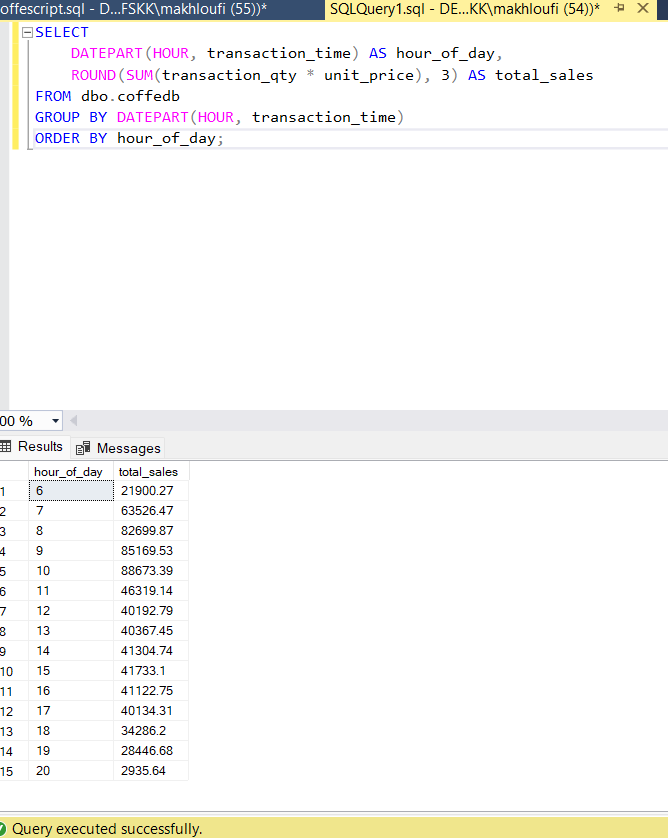 offescript.sql - D...FSKK\makhloufi (55))*
SQLQuery1.sql - DE...KK\makhloufi (54))*
SELECT
DATEPART(HOUR, transaction_time) AS hour_of_day,
ROUND(SUM(transaction_qty * unit_price), 3) AS total_sales
FROM dbo.coffedb
GROUP BY DATEPART(HOUR, transaction_time)
ORDER BY hour_of_day;
00 %
Results Messages
hour_of_day total_sales
1 6 21900.27
2 7 63526.47
3 8 82699.87
4 9 85169.53
5 10 88673.39
6 11 46319.14
7 12 40192.79
8 13 40367.45
9 14 41304.74
10 15 41733.1
11 16 41122.75
12 17 40134.31
13 18 34286.2
14 19 28446.68
15 20 2935.64
Query executed successfully.